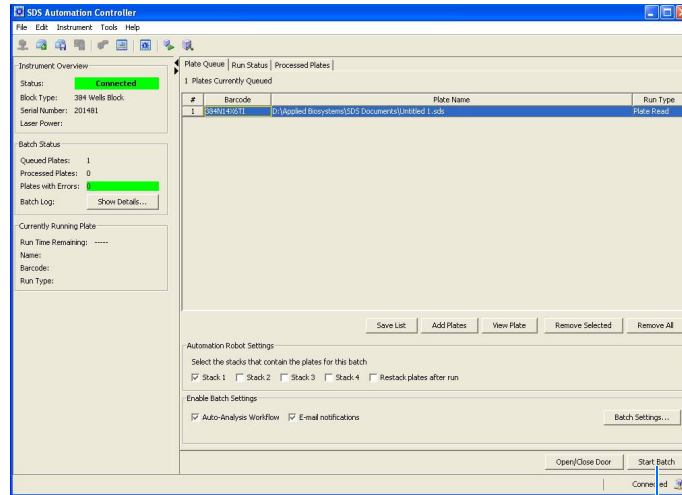 SDS Automation Controller
File Edit Instrument Tools Help
Instrument Overview
Status: Connected
Block Type: 384 Wells Block
Serial Number: 201481
Laser Power:
Batch Status
Queued Plates: 1
Processed Plates: 0
Plates with Errors: 0
Batch Log: Show Details...
Currently Running Plate
Run Time Remaining: -----
Name:
Barcode:
Run Type:
Plate Queue Run Status Processed Plates
1 Plates Currently Queued
# Barcode Plate Name Run Type
1 384N14X6TI D:\Applied Biosystems\SDS Documents\Untitled 1.sds Plate Read
Save List Add Plates View Plate Remove Selected Remove All
Automation Robot Settings
Select the stacks that contain the plates for this batch
Stack 1 Stack 2 Stack 3 Stack 4 Restack plates after run
Enable Batch Settings
Auto-Analysis Workflow E-mail notifications Batch Settings...
Open/Close Door Start Batch
Connected